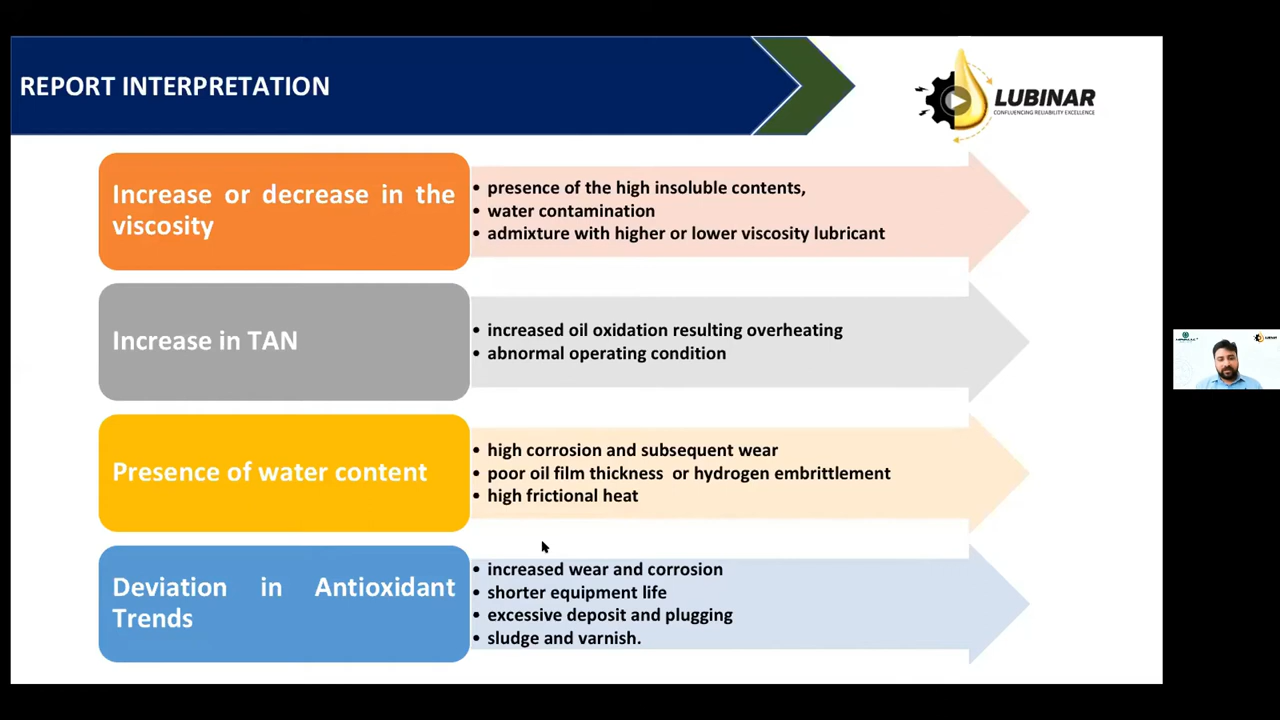 REPORT INTERPRETATION
LUBINAR
CONFLUENCING RELIABILITY EXCELLENCE
Increase or decrease in the
viscosity
• presence of the high insoluble contents,
• water contamination
• admixture with higher or lower viscosity lubricant
Increase in TAN
• increased oil oxidation resulting overheating
• abnormal operating condition
Presence of water content
• high corrosion and subsequent wear
• poor oil film thickness or hydrogen embrittlement
• high frictional heat
Deviation in Antioxidant
Trends
• increased wear and corrosion
• shorter equipment life
• excessive deposit and plugging
• sludge and varnish.